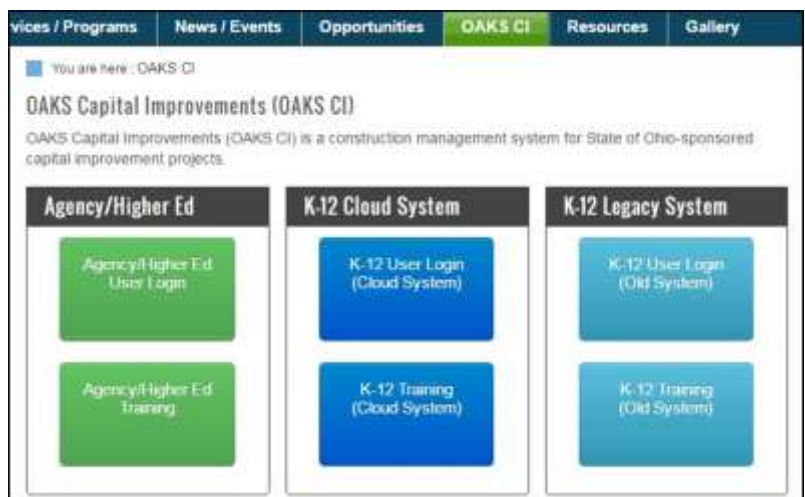 vices / Programs News / Events Opportunities OAKS CI Resources Gallery
You are here : OAKS CI
OAKS Capital Improvements (OAKS CI)
OAKS Capital Improvements (OAKS CI) is a construction management system for State of Ohio-sponsored
capital improvement projects.
Agency/Higher Ed
Agency/Higher Ed
User Login
Agency/Higher Ed
Training
K-12 Cloud System
K-12 User Login
(Cloud System)
K-12 Training
(Cloud System)
K-12 Legacy System
K-12 User Login
(Old System)
K-12 Training
(Old System)